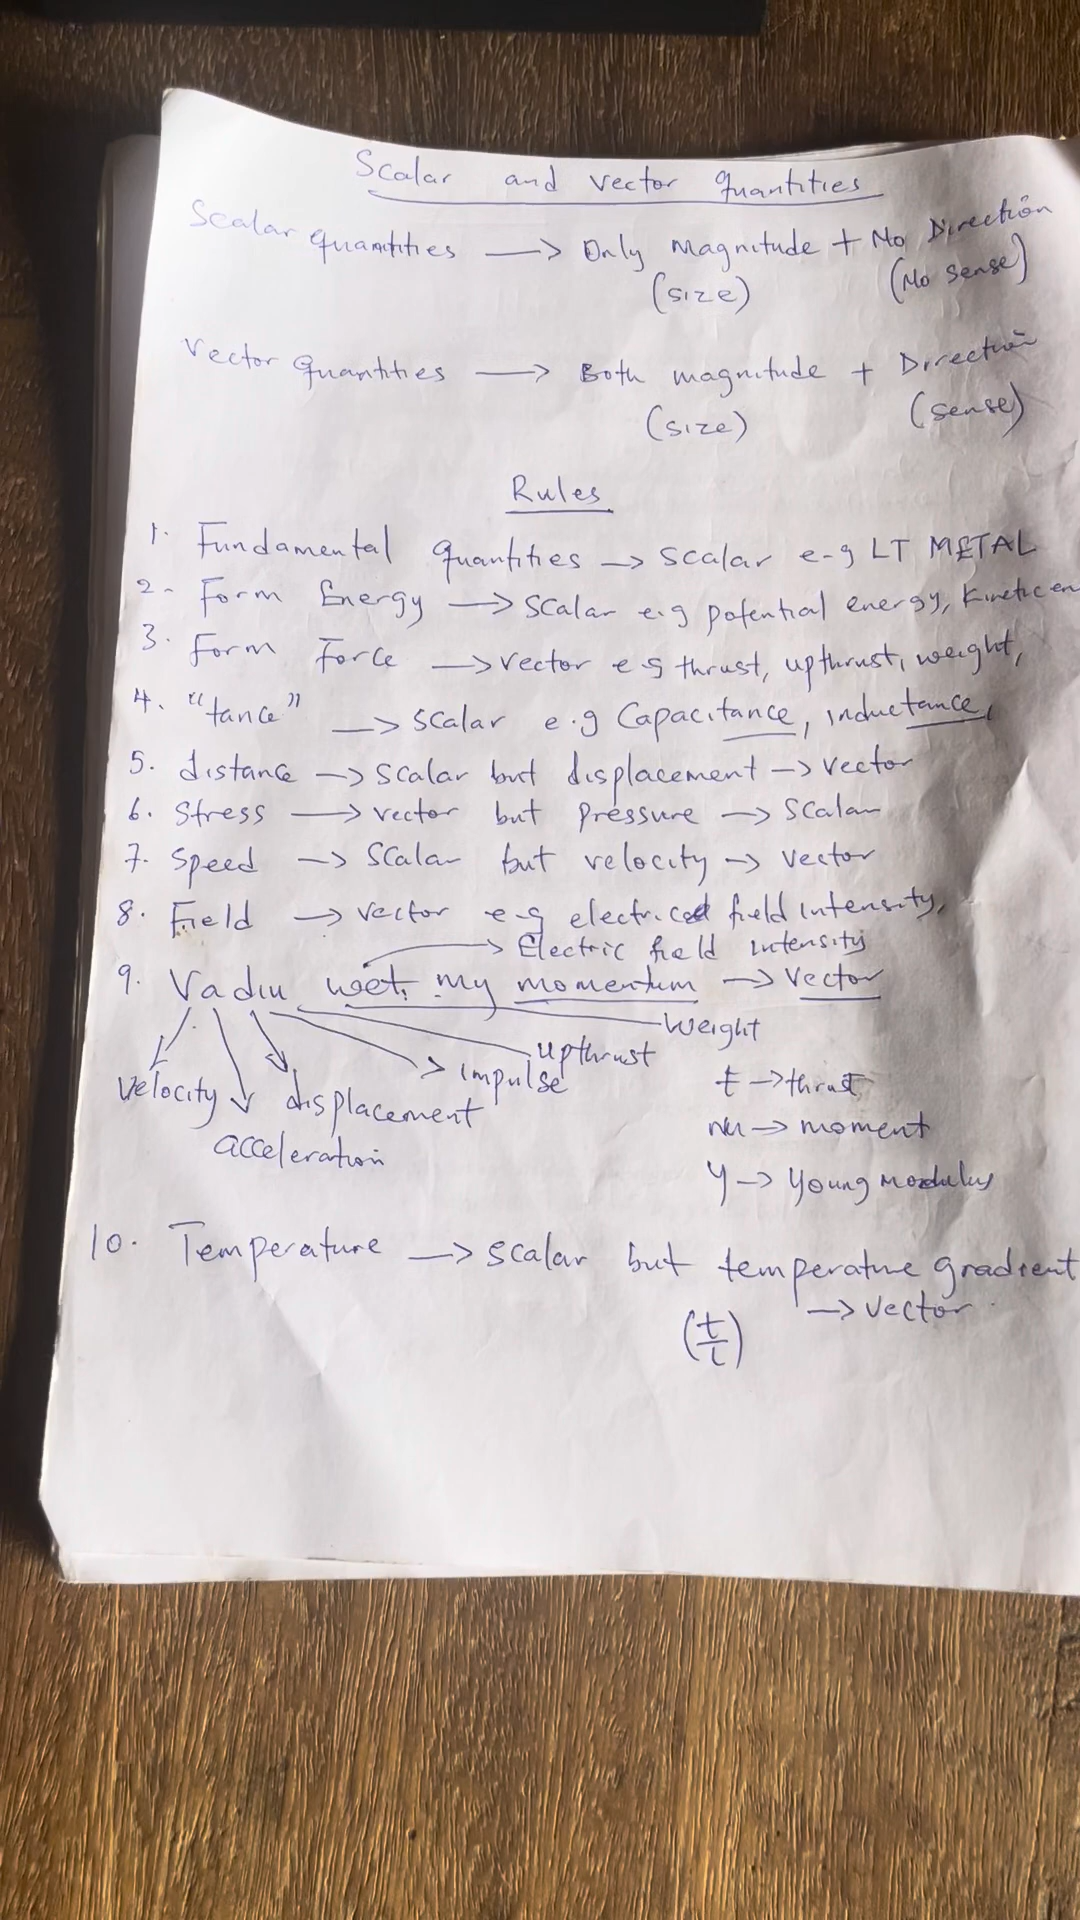 Scalar and vector Quantities
Scalar Quantities → Only Magnitude + No Direction
(size) (No sense)
Vector Quantities → Both magnitude + Direction
(size) (sense)
Rules
1. Fundamental Quantities → Scalar e-g LT METAL
2. Form Energy → Scalar e.g potential energy, Kinetic en
3. Form Force → vector e g thrust, upthrust, weight,
4. "tance" → Scalar e.g Capacitance, inductance,
5. distance → Scalar but displacement → vector
6. Stress → vector but pressure → Scalar
7. Speed → Scalar but velocity → vector
8. Field → vector e-g electrical field intensity,
→ Electric field intensity
9. Vadiu wet my momentum → vector
weight
upthrust
impulse
velocity displacement
acceleration
t → thrust
m → moment
y → Young modulus
10. Temperature → Scalar but temperature gradient
→ vector
(t/l)